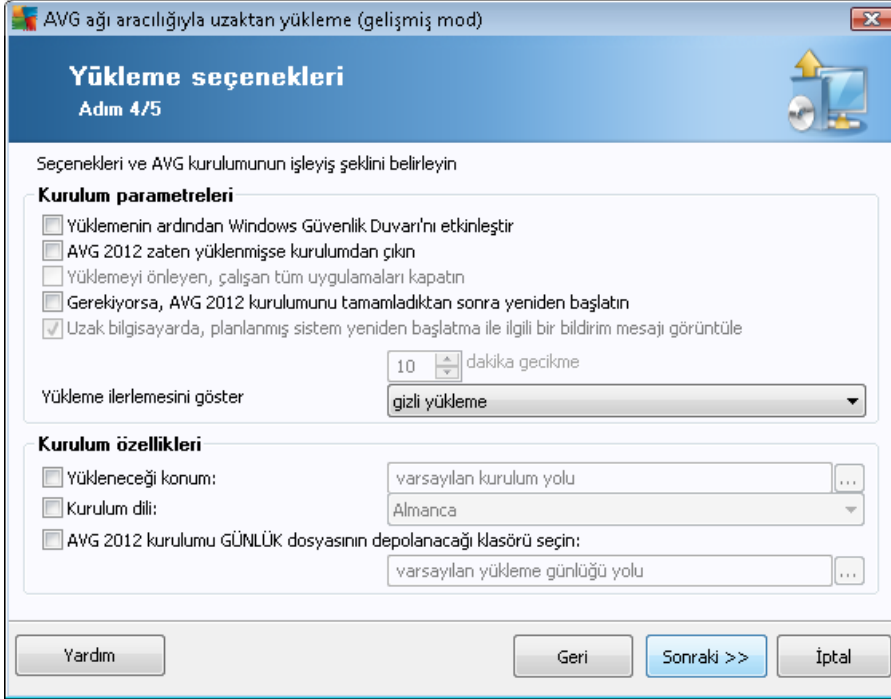 AVG ağı aracılığıyla uzaktan yükleme (gelişmiş mod)
Yükleme seçenekleri
Adım 4/5
Seçenekleri ve AVG kurulumunun işleyiş şeklini belirleyin
Kurulum parametreleri
Yüklemenin ardından Windows Güvenlik Duvarı'nı etkinleştir
AVG 2012 zaten yüklenmişse kurulumdan çıkın
Yüklemeyi önleyen, çalışan tüm uygulamaları kapatın
Gerekiyorsa, AVG 2012 kurulumunu tamamladıktan sonra yeniden başlatın
Uzak bilgisayarda, planlanmış sistem yeniden başlatma ile ilgili bir bildirim mesajı görüntüle
10 dakika gecikme
Yükleme ilerlemesini göster gizli yükleme
Kurulum özellikleri
Yükleneceği konum: varsayılan kurulum yolu ...
Kurulum dili: Almanca
AVG 2012 kurulumu GÜNLÜK dosyasının depolanacağı klasörü seçin:
varsayılan yükleme günlüğü yolu ...
Yardım Geri Sonraki >> İptal